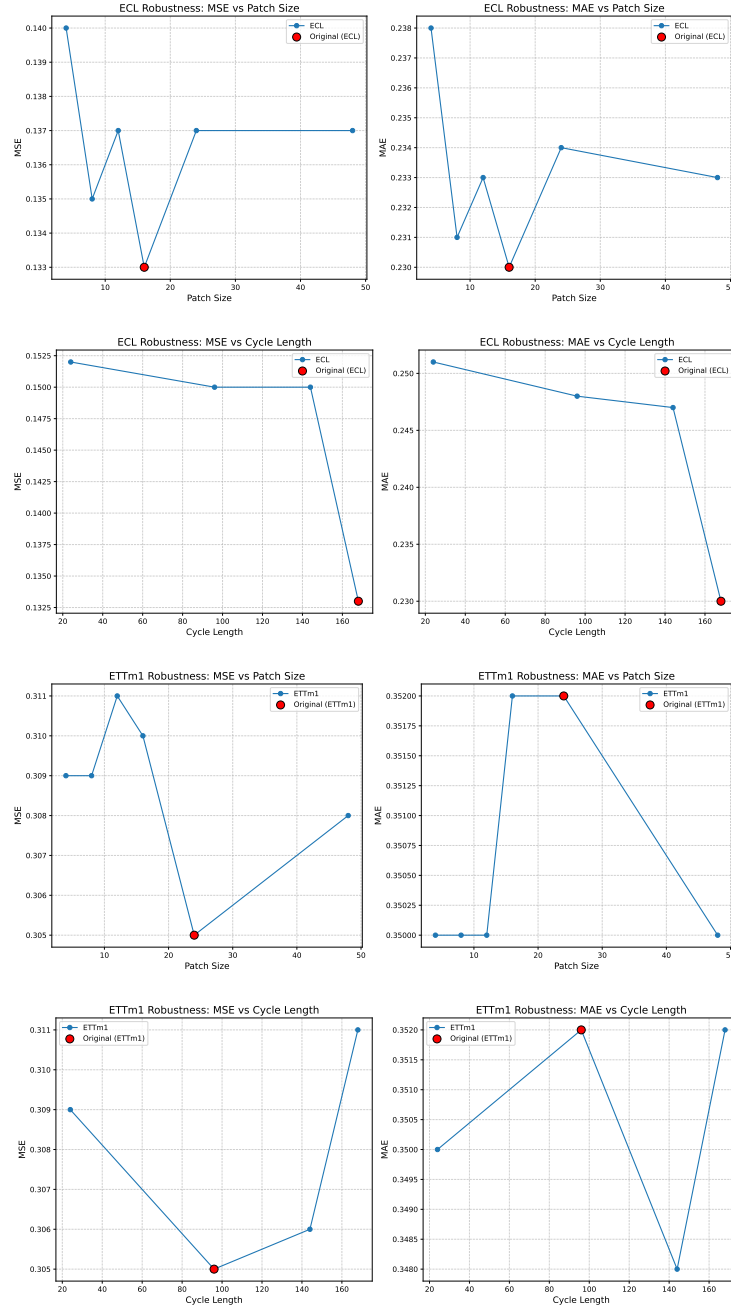 ECL Robustness: MSE vs Patch Size
MSE
0.140
0.139
0.138
0.137
0.136
0.135
0.134
0.133
10
20
30
40
50
Patch Size
ECL
Original (ECL)
ECL Robustness: MAE vs Patch Size
MAE
0.238
0.237
0.236
0.235
0.234
0.233
0.232
0.231
0.230
10
20
30
40
5
Patch Size
ECL
Original (ECL)
ECL Robustness: MSE vs Cycle Length
MSE
0.1525
0.1500
0.1475
0.1450
0.1425
0.1400
0.1375
0.1350
0.1325
20
40
60
80
100
120
140
160
Cycle Length
ECL
Original (ECL)
ECL Robustness: MAE vs Cycle Length
MAE
0.250
0.245
0.240
0.235
0.230
20
40
60
80
100
120
140
160
Cycle Length
ECL
Original (ECL)
ETTm1 Robustness: MSE vs Patch Size
MSE
0.311
0.310
0.309
0.308
0.307
0.306
0.305
10
20
30
40
50
Patch Size
ETTm1
Original (ETTm1)
ETTm1 Robustness: MAE vs Patch Size
MAE
0.35200
0.35175
0.35150
0.35125
0.35100
0.35075
0.35050
0.35025
0.35000
10
20
30
40
50
Patch Size
ETTm1
Original (ETTm1)
ETTm1 Robustness: MSE vs Cycle Length
MSE
0.311
0.310
0.309
0.308
0.307
0.306
0.305
20
40
60
80
100
120
140
160
Cycle Length
ETTm1
Original (ETTm1)
ETTm1 Robustness: MAE vs Cycle Length
MAE
0.3520
0.3515
0.3510
0.3505
0.3500
0.3495
0.3490
0.3485
0.3480
20
40
60
80
100
120
140
160
Cycle Length
ETTm1
Original (ETTm1)